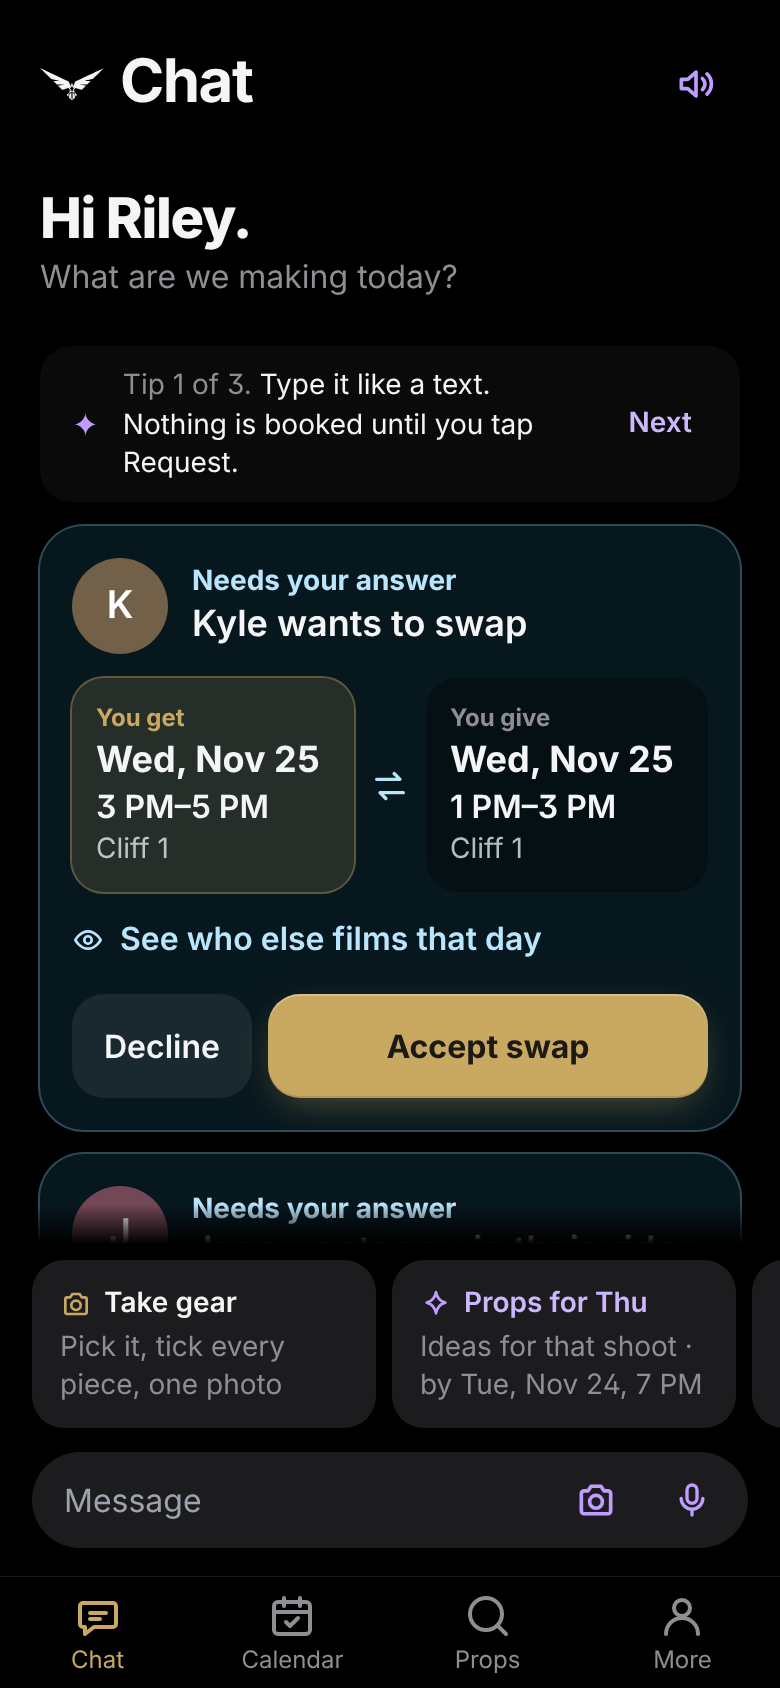 Chat
Hi Riley.
What are we making today?
Tip 1 of 3. Type it like a text.
Nothing is booked until you tap
Request.
Next
K
Needs your answer
Kyle wants to swap
You get
Wed, Nov 25
3 PM–5 PM
Cliff 1
You give
Wed, Nov 25
1 PM–3 PM
Cliff 1
See who else films that day
Decline
Accept swap
Needs your answer
Take gear
Pick it, tick every
piece, one photo
Props for Thu
Ideas for that shoot ·
by Tue, Nov 24, 7 PM
Message
Chat
Calendar
Props
More